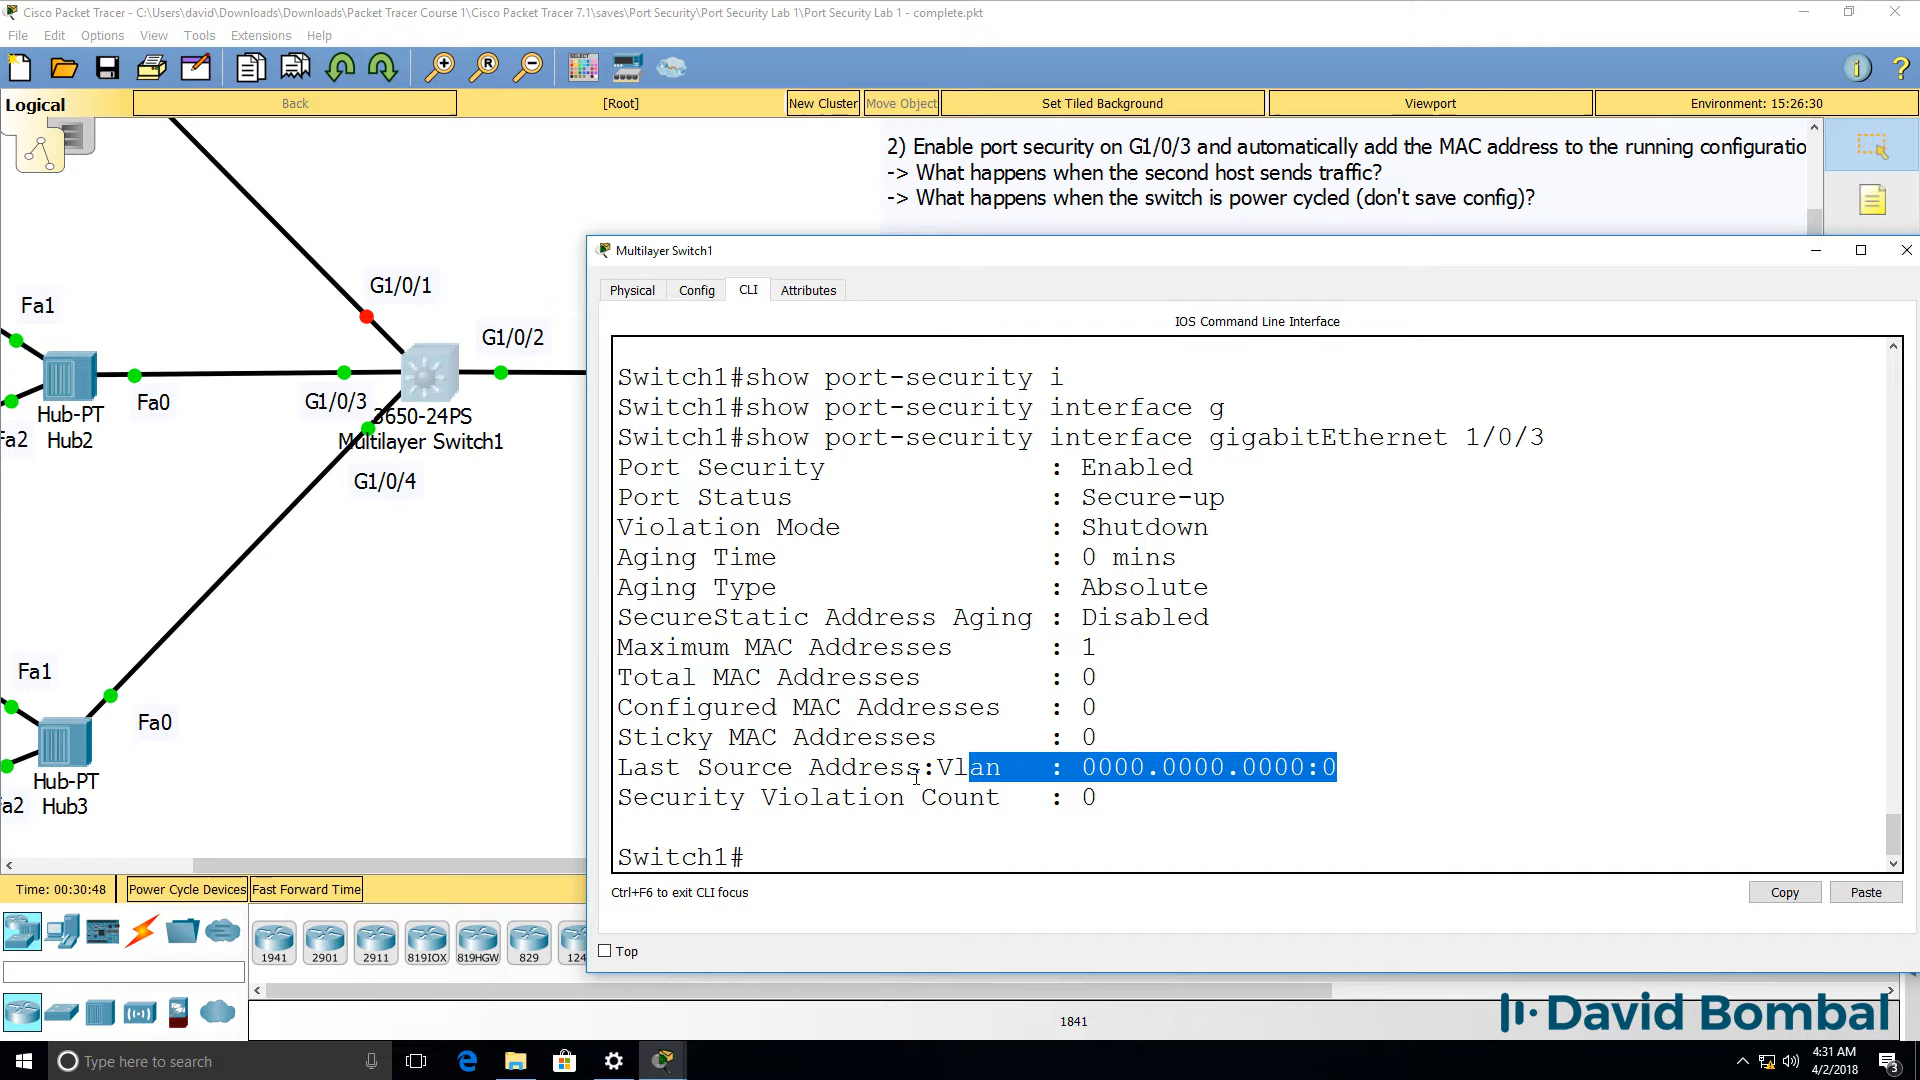 Cisco Packet Tracer - C:\Users\david\Downloads\Downloads\Packet Tracer Course 1\Cisco Packet Tracer 7.1\saves\Port Security\Port Security Lab 1\Port Security Lab 1 - complete.pkt
File Edit Options View Tools Extensions Help
Logical Back [Root] New Cluster Move Object Set Tiled Background Viewport Environment: 15:26:30
2) Enable port security on G1/0/3 and automatically add the MAC address to the running configuratio
-> What happens when the second host sends traffic?
-> What happens when the switch is power cycled (don't save config)?
G1/0/1
Fa1
G1/0/2
G1/0/3
Fa0
3650-24PS
Multilayer Switch1
Hub-PT
Hub2
Fa2
G1/0/4
Fa1
Fa0
Hub-PT
Hub3
a2
Multilayer Switch1
Physical Config CLI Attributes
IOS Command Line Interface
Switch1#show port-security i
Switch1#show port-security interface g
Switch1#show port-security interface gigabitEthernet 1/0/3
Port Security : Enabled
Port Status : Secure-up
Violation Mode : Shutdown
Aging Time : 0 mins
Aging Type : Absolute
SecureStatic Address Aging : Disabled
Maximum MAC Addresses : 1
Total MAC Addresses : 0
Configured MAC Addresses : 0
Sticky MAC Addresses : 0
Last Source Address:Vlan : 0000.0000.0000:0
Security Violation Count : 0
Switch1#
Ctrl+F6 to exit CLI focus
Copy Paste
Top
Time: 00:30:48 Power Cycle Devices Fast Forward Time
1941 2901 2911 819IOX 819HGW 829 124
1841
David Bombal
Type here to search
4:31 AM
4/2/2018
3